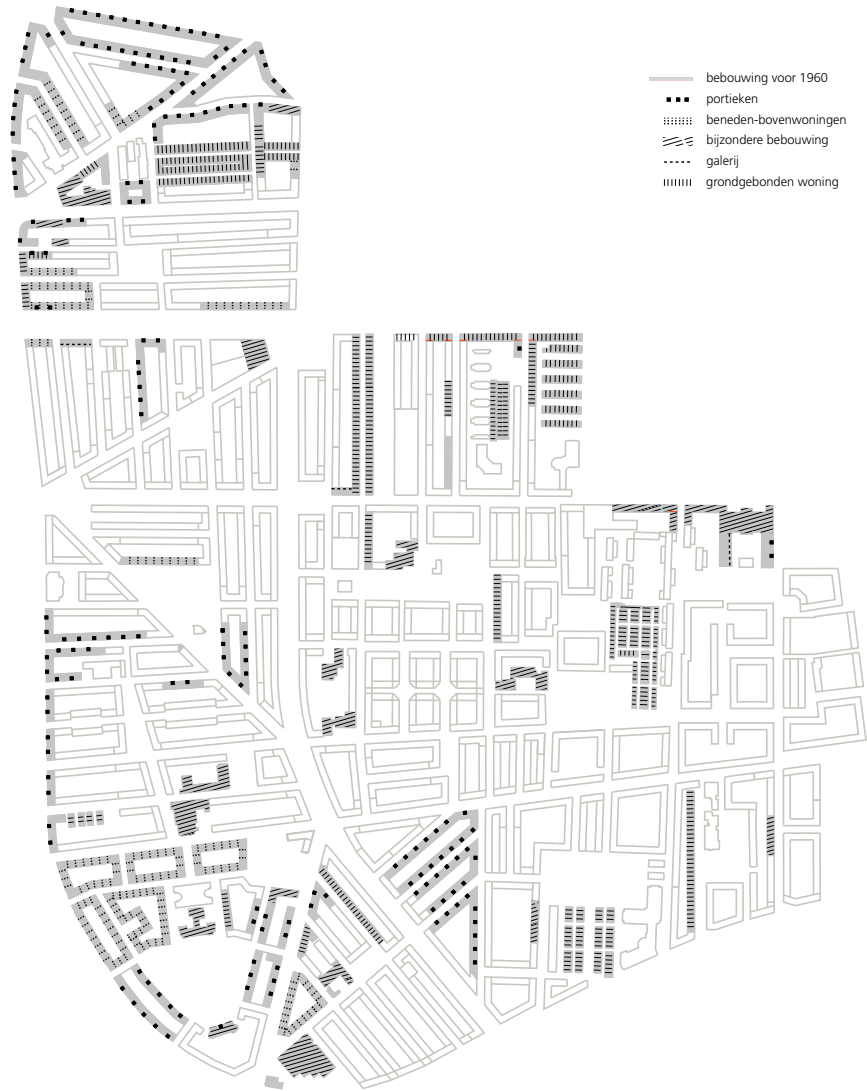 bebouwing voor 1960
portieken
beneden-bovenwoningen
bijzondere bebouwing
galerij
grondgebonden woning